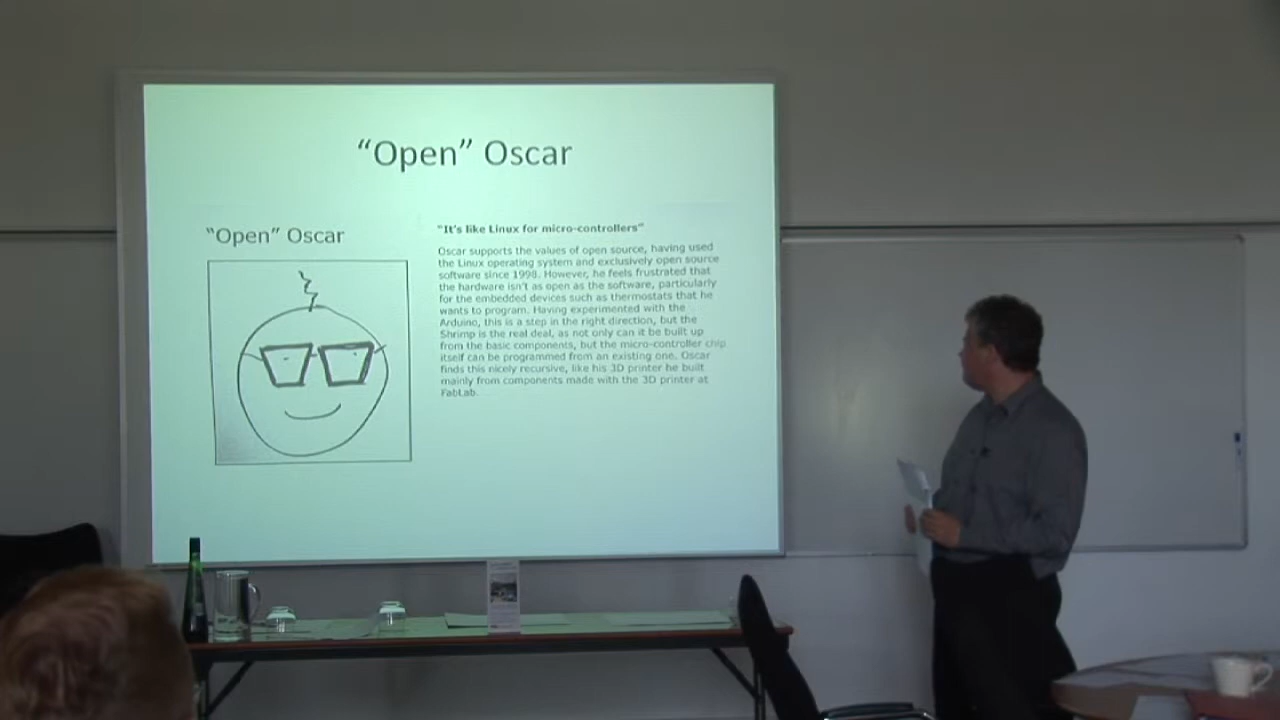 “Open” Oscar
“Open” Oscar
“It’s like Linux for micro-controllers”
Oscar supports the values of open source, having used
the Linux operating system and exclusively open source
software since 1998. However, he feels frustrated that
the hardware isn’t as open as the software, particularly
for the embedded devices such as thermostats that he
wants to program. Having experimented with the
Arduino, this is a step in the right direction, but the
Shrimp is the real deal, as not only can it be built up
from the basic components, but the micro-controller chip
itself can be programmed from an existing one. Oscar
finds this nicely recursive, like his 3D printer he built
mainly from components made with the 3D printer at
FabLab.